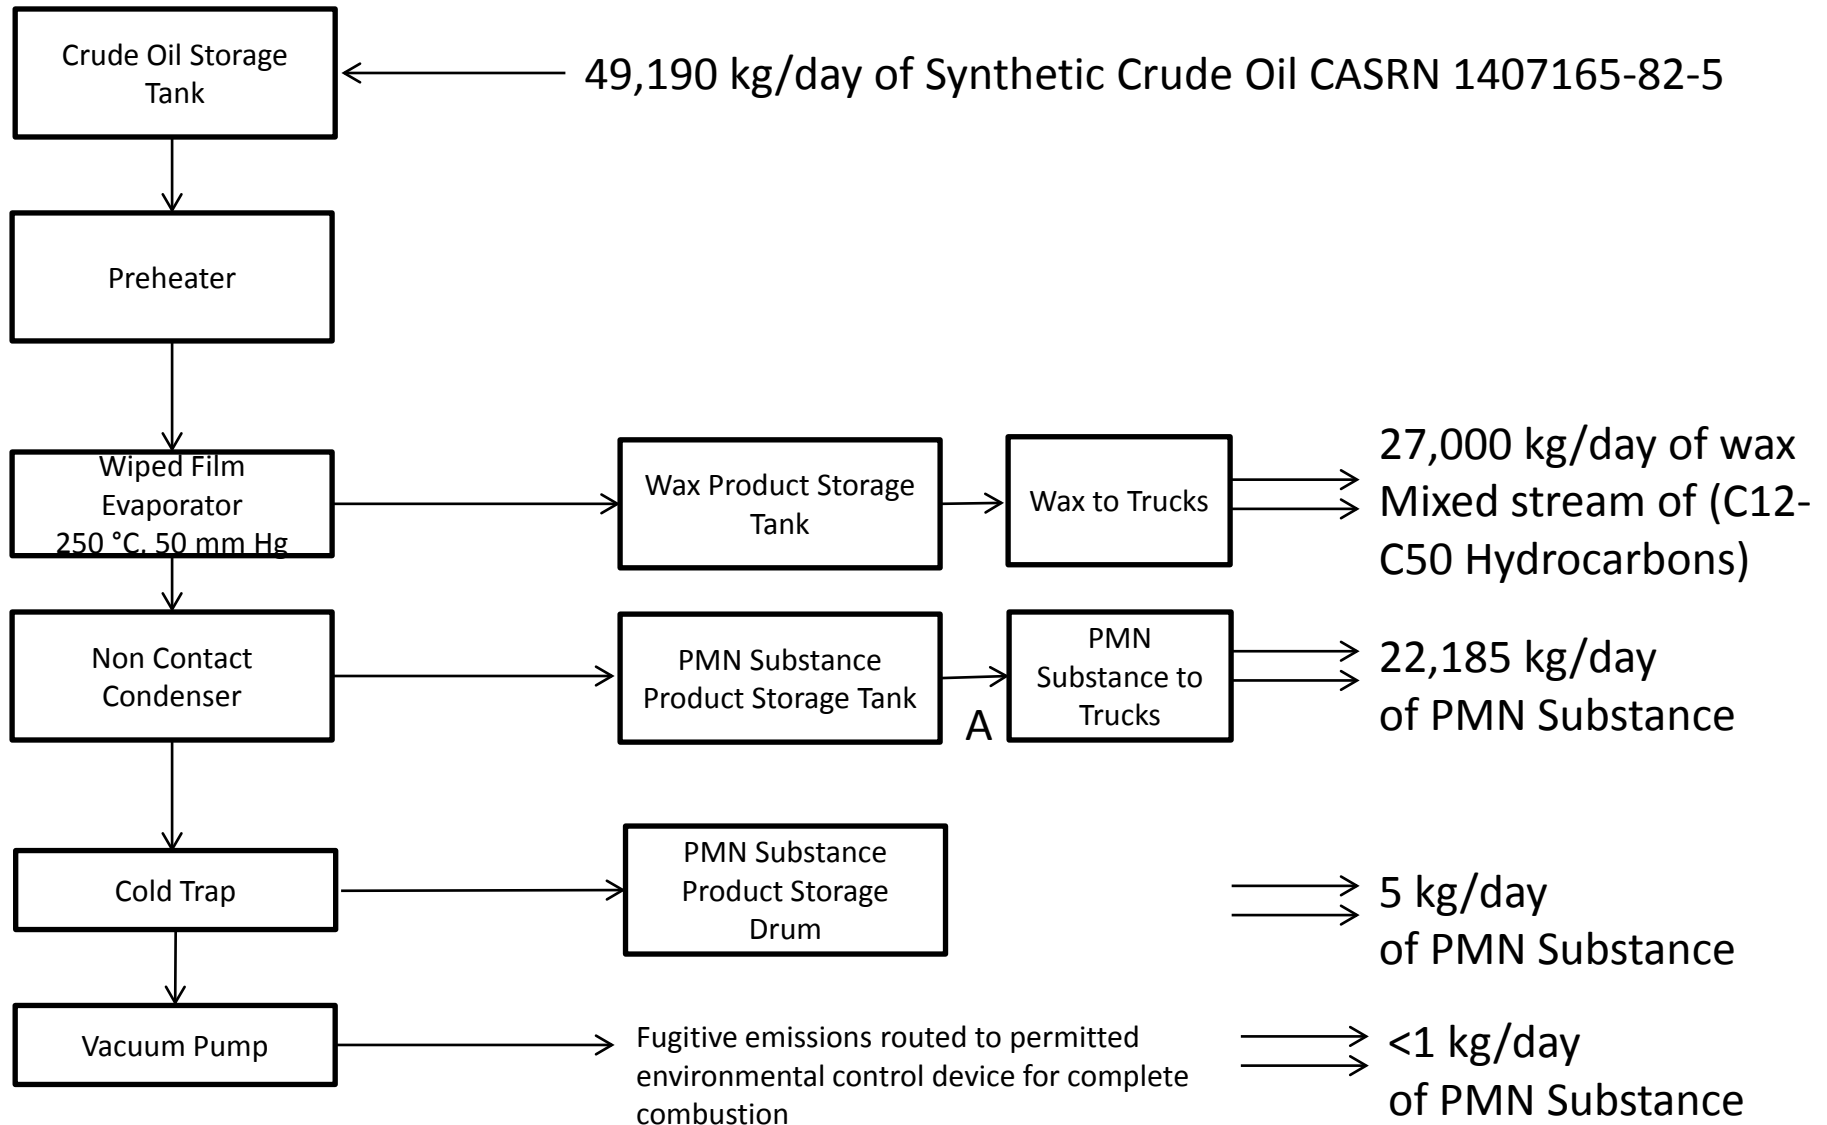 Crude Oil Storage
Tank
49,190 kg/day of Synthetic Crude Oil CASRN 1407165-82-5
Preheater
Wiped Film
Evaporator
250 °C. 50 mm Hg
Wax Product Storage
Tank
Wax to Trucks
27,000 kg/day of wax
Mixed stream of (C12-
C50 Hydrocarbons)
Non Contact
Condenser
PMN Substance
Product Storage Tank
A
PMN
Substance to
Trucks
22,185 kg/day
of PMN Substance
Cold Trap
PMN Substance
Product Storage
Drum
5 kg/day
of PMN Substance
Vacuum Pump
Fugitive emissions routed to permitted
environmental control device for complete
combustion
<1 kg/day
of PMN Substance